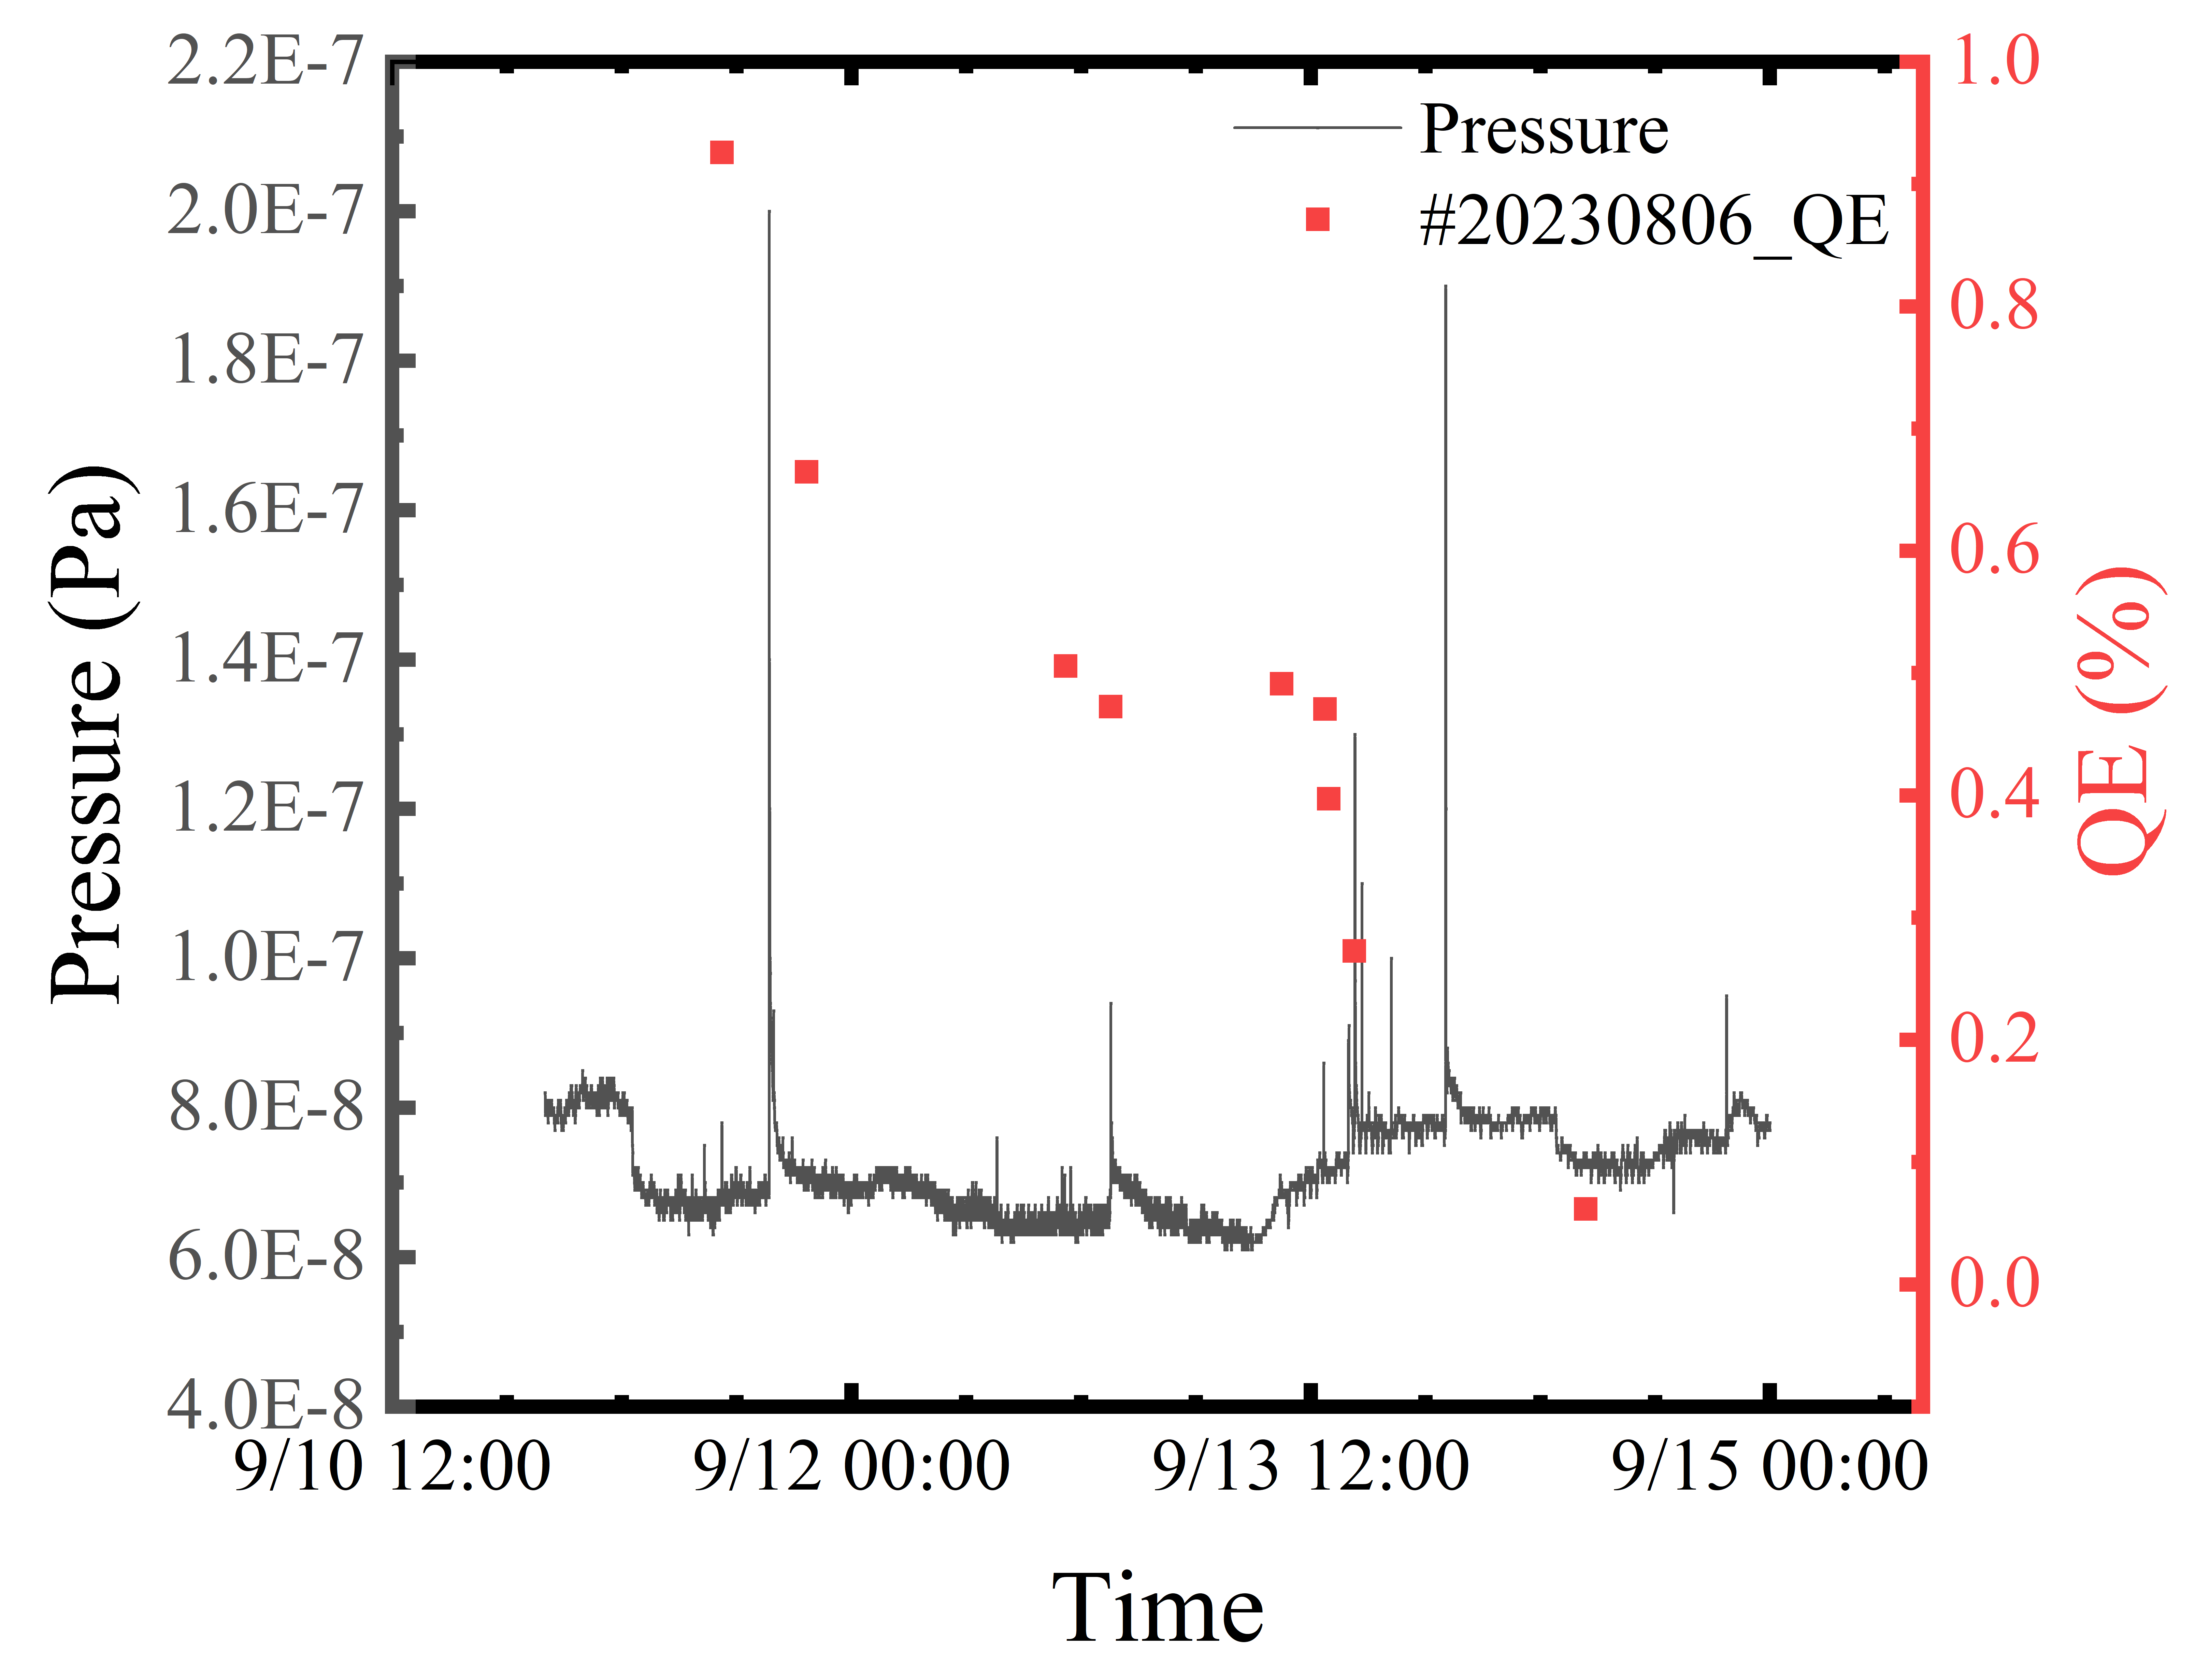 2.2E-7
2.0E-7
1.8E-7
1.6E-7
1.4E-7
1.2E-7
1.0E-7
8.0E-8
6.0E-8
4.0E-8
Pressure (Pa)
Pressure
#20230806_QE
1.0
0.8
0.6
0.4
0.2
0.0
QE (%)
9/10 12:00
9/12 00:00
9/13 12:00
9/15 00:00
Time